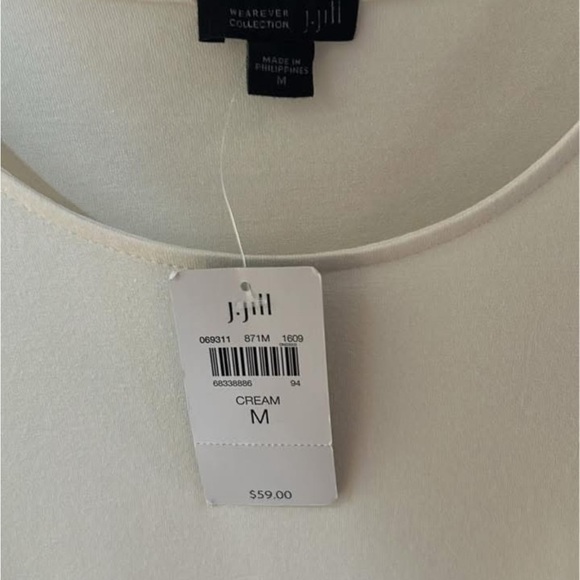 WEAREVER
COLLECTION
J.Jill
MADE IN
PHILIPPINES
M
J.Jill
069311 871M 1609
68338886 94
CREAM
M
$59.00